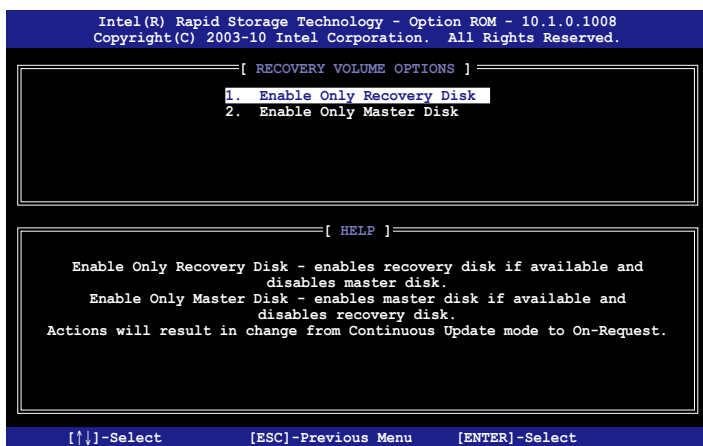 Intel(R) Rapid Storage Technology - Option ROM - 10.1.0.1008
Copyright(C) 2003-10 Intel Corporation.  All Rights Reserved.
[ RECOVERY VOLUME OPTIONS ]
1.  Enable Only Recovery Disk
2.  Enable Only Master Disk
[ HELP ]
Enable Only Recovery Disk - enables recovery disk if available and
disables master disk.
Enable Only Master Disk - enables master disk if available and
disables recovery disk.
Actions will result in change from Continuous Update mode to On-Request.
[↑↓]-Select [ESC]-Previous Menu [ENTER]-Select